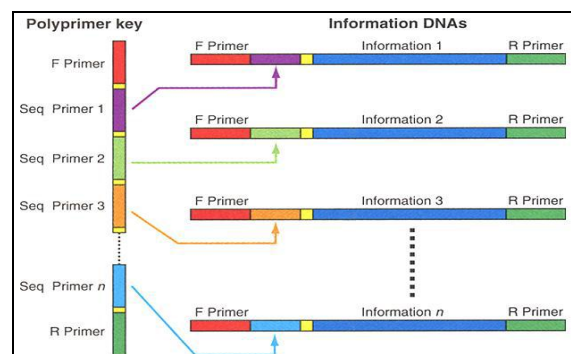 Polyprimer key
Information DNAs
F Primer
Seq Primer 1
Seq Primer 2
Seq Primer 3
Seq Primer n
R Primer
F Primer Information 1 R Primer
F Primer Information 2 R Primer
F Primer Information 3 R Primer
F Primer Information n R Primer